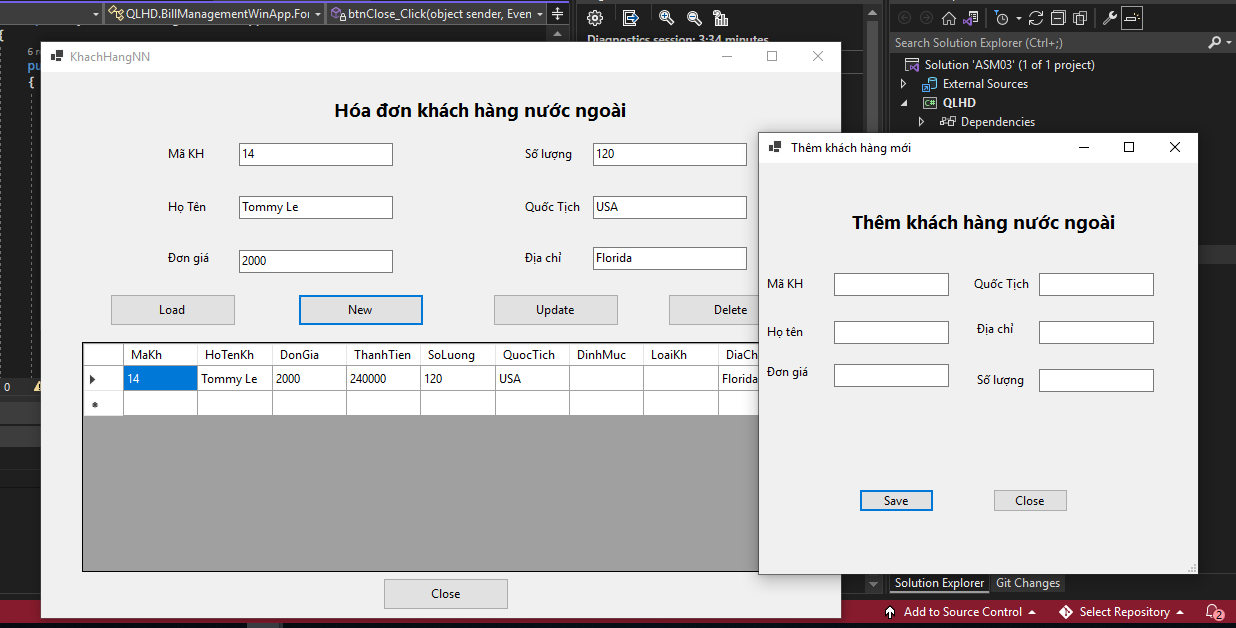 QLHD.BillManagementWinApp.For
btnClose_Click(object sender, Even
Diagnostics session: 3:34 minutes
6 r
pu
{
0
KhachHangNN
Hóa đơn khách hàng nước ngoài
Mã KH 14 Số lượng 120
Họ Tên Tommy Le Quốc Tịch USA
Đơn giá 2000 Địa chỉ Florida
Load New Update Delete
MaKh HoTenKh DonGia ThanhTien SoLuong QuocTich DinhMuc LoaiKh DiaCh
14 Tommy Le 2000 240000 120 USA Florida
Close
Search Solution Explorer (Ctrl+;)
Solution 'ASM03' (1 of 1 project)
External Sources
C# QLHD
Dependencies
Thêm khách hàng mới
Thêm khách hàng nước ngoài
Mã KH Quốc Tịch
Họ tên Địa chỉ
Đơn giá Số lượng
Save Close
Solution Explorer Git Changes
Add to Source Control Select Repository 2